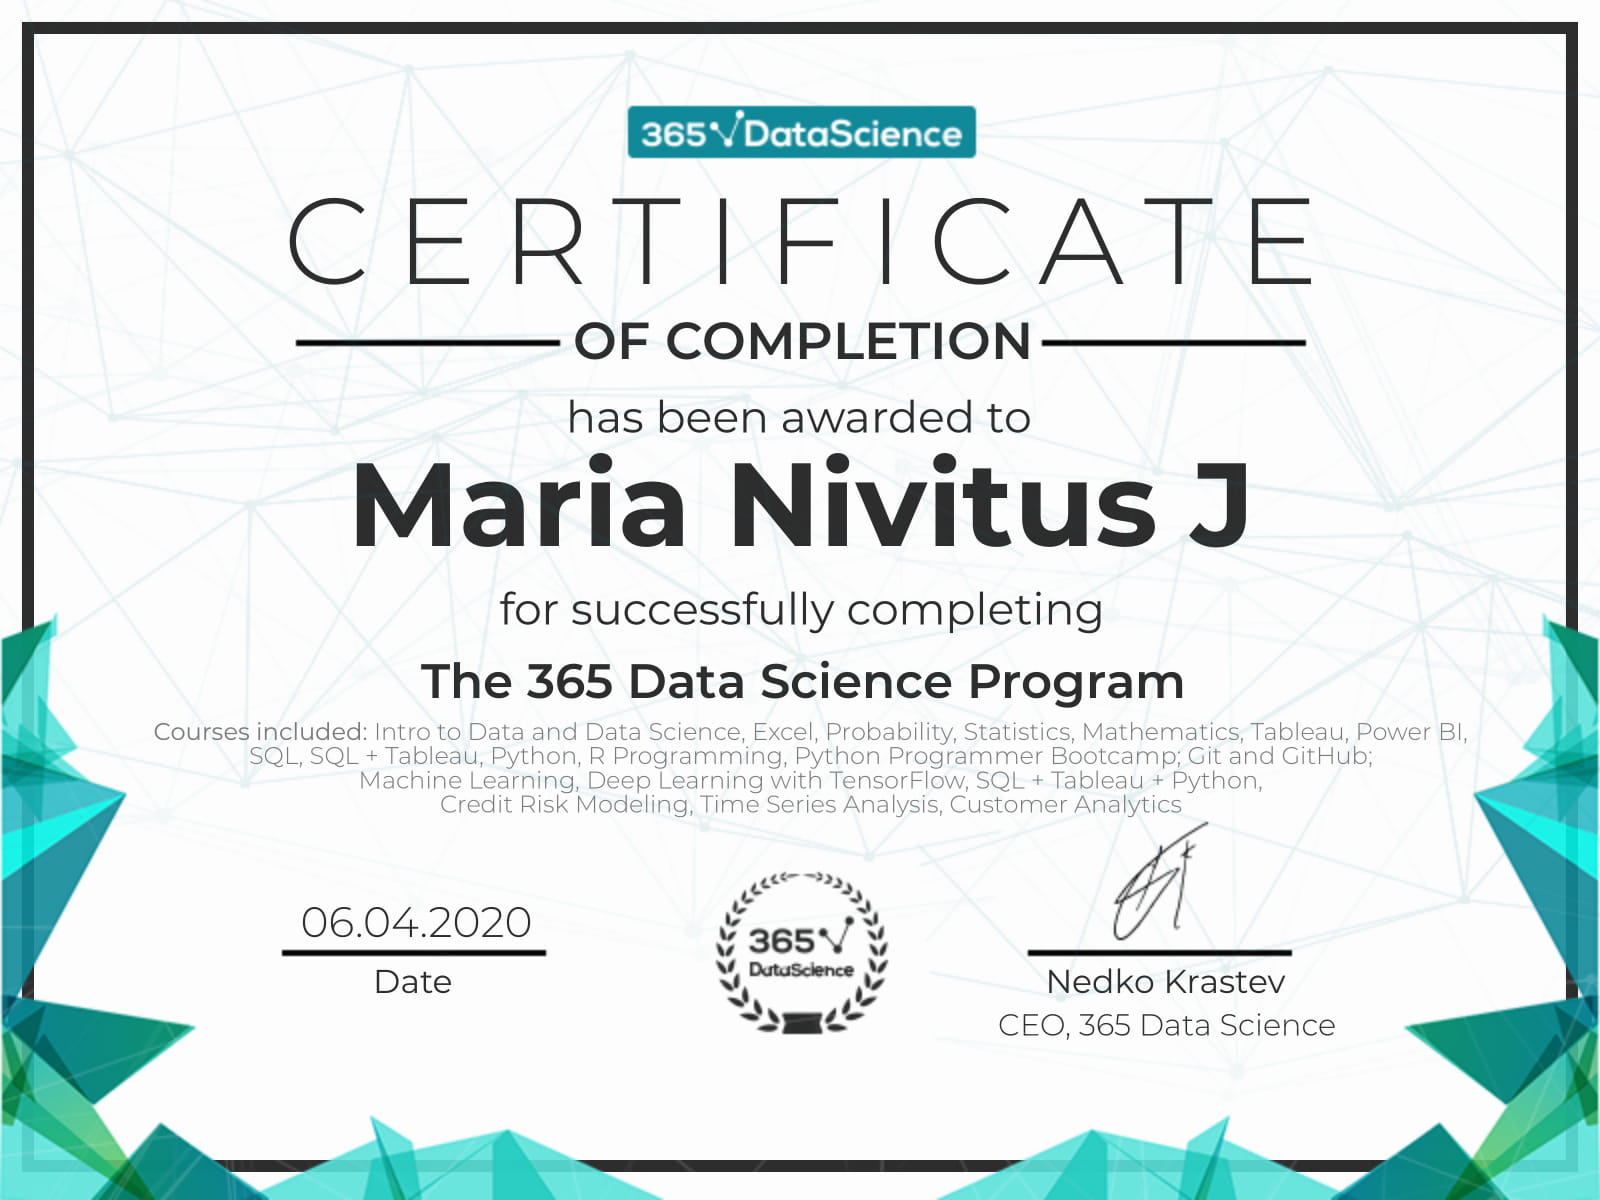 365 DataScience
CERTIFICATE
OF COMPLETION
has been awarded to
Maria Nivitus J
for successfully completing
The 365 Data Science Program
Courses included: Intro to Data and Data Science, Excel, Probability, Statistics, Mathematics, Tableau, Power BI,
SQL, SQL + Tableau, Python, R Programming, Python Programmer Bootcamp; Git and GitHub;
Machine Learning, Deep Learning with TensorFlow, SQL + Tableau + Python,
Credit Risk Modeling, Time Series Analysis, Customer Analytics
06.04.2020
Date
365
DataScience
Nedko Krastev
CEO, 365 Data Science